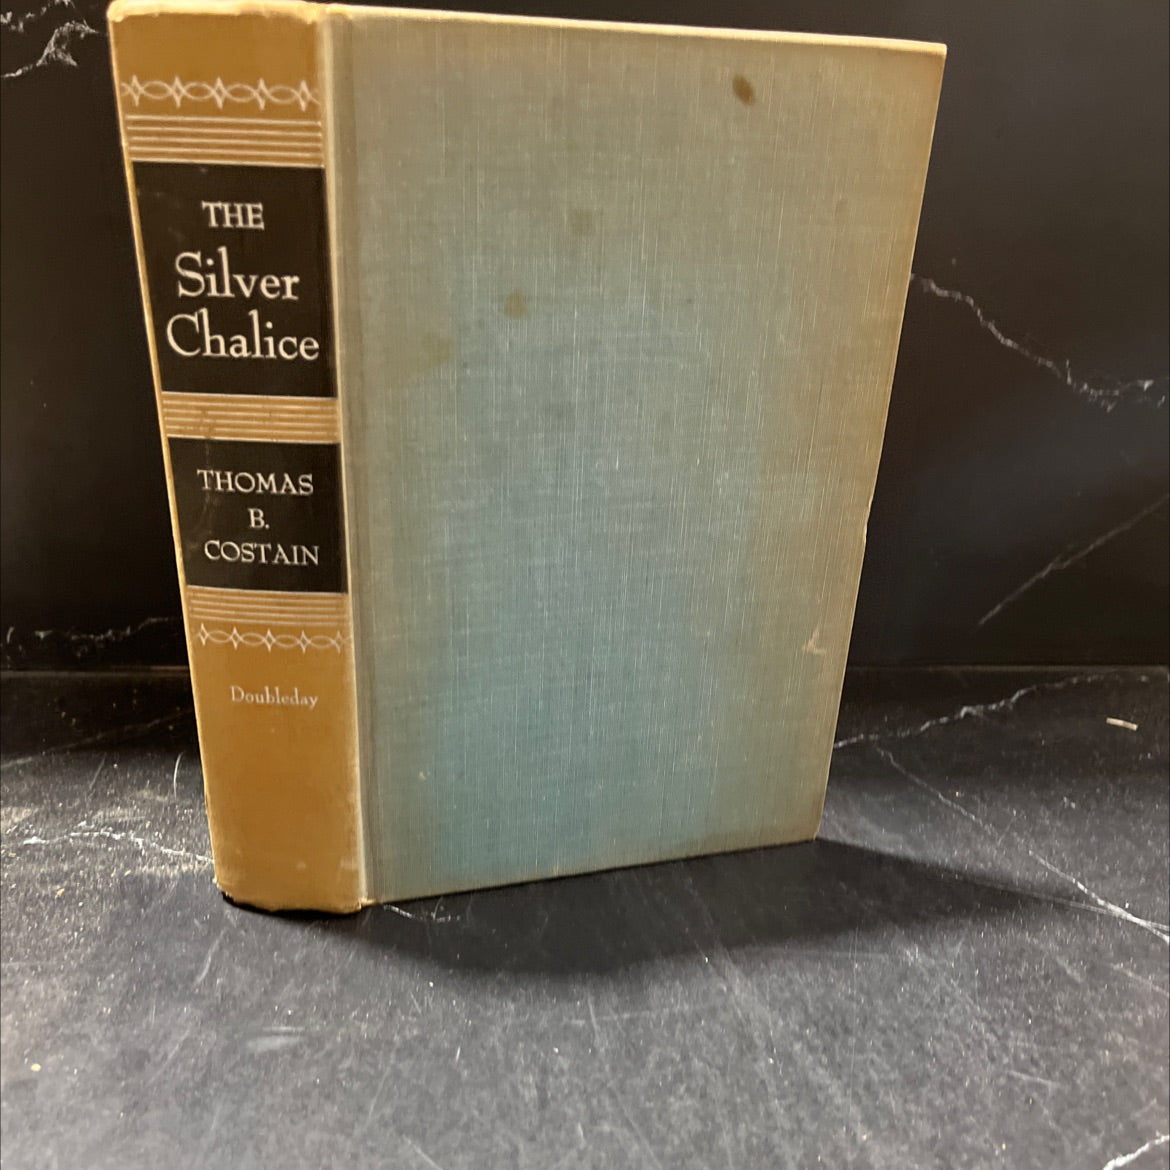 THE
Silver
Chalice
THOMAS
B.
COSTAIN
Doubleday